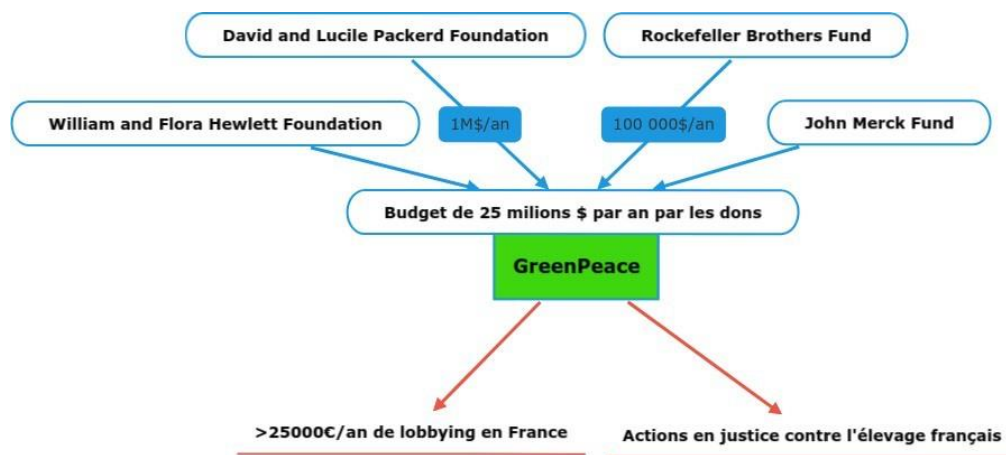 David and Lucile Packerd Foundation
Rockefeller Brothers Fund
William and Flora Hewlett Foundation
1M$/an
100 000$/an
John Merck Fund
Budget de 25 milions $ par an par les dons
GreenPeace
>25000€/an de lobbying en France
Actions en justice contre l'élevage français